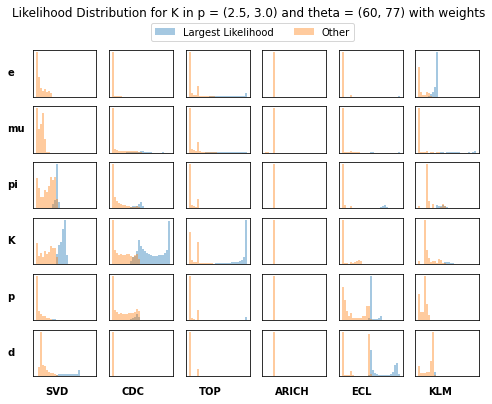 Likelihood Distribution for K in p = (2.5, 3.0) and theta = (60, 77) with weights
Largest Likelihood Other
e
mu
pi
K
p
d
SVD CDC TOP ARICH ECL KLM